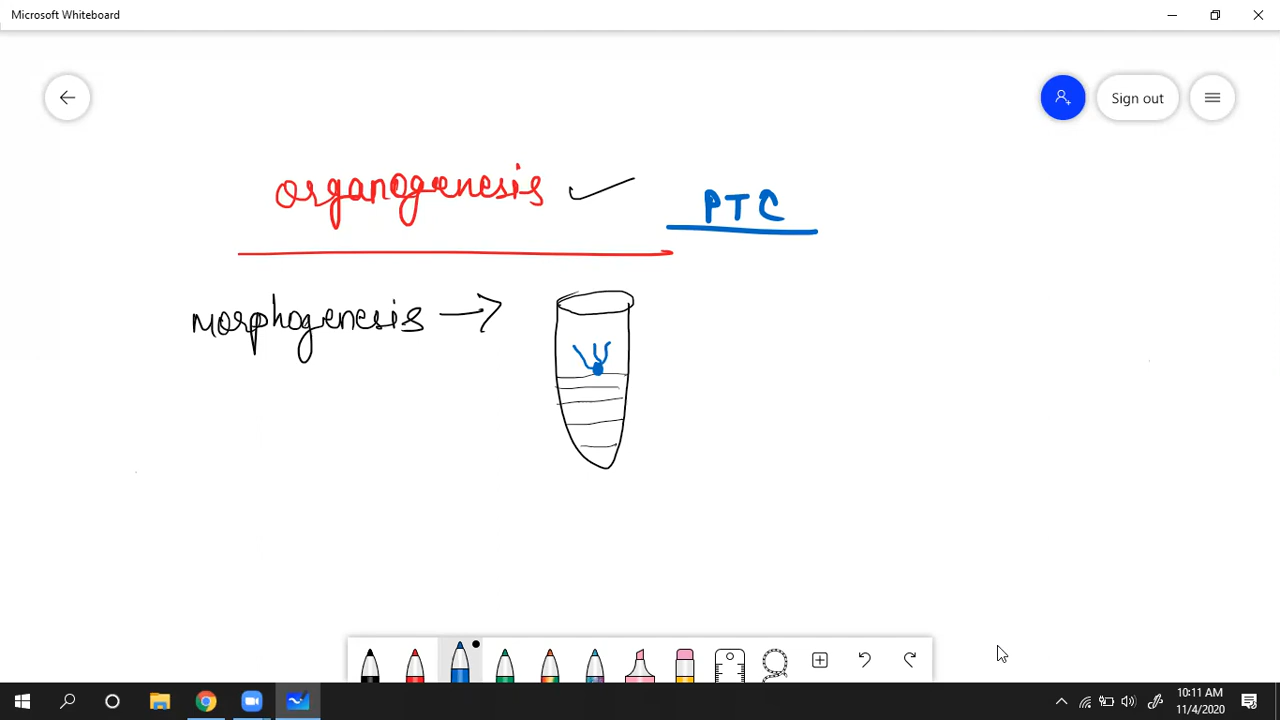 Microsoft Whiteboard
Sign out
organogenesis
PTC
morphogenesis →
10:11 AM
11/4/2020